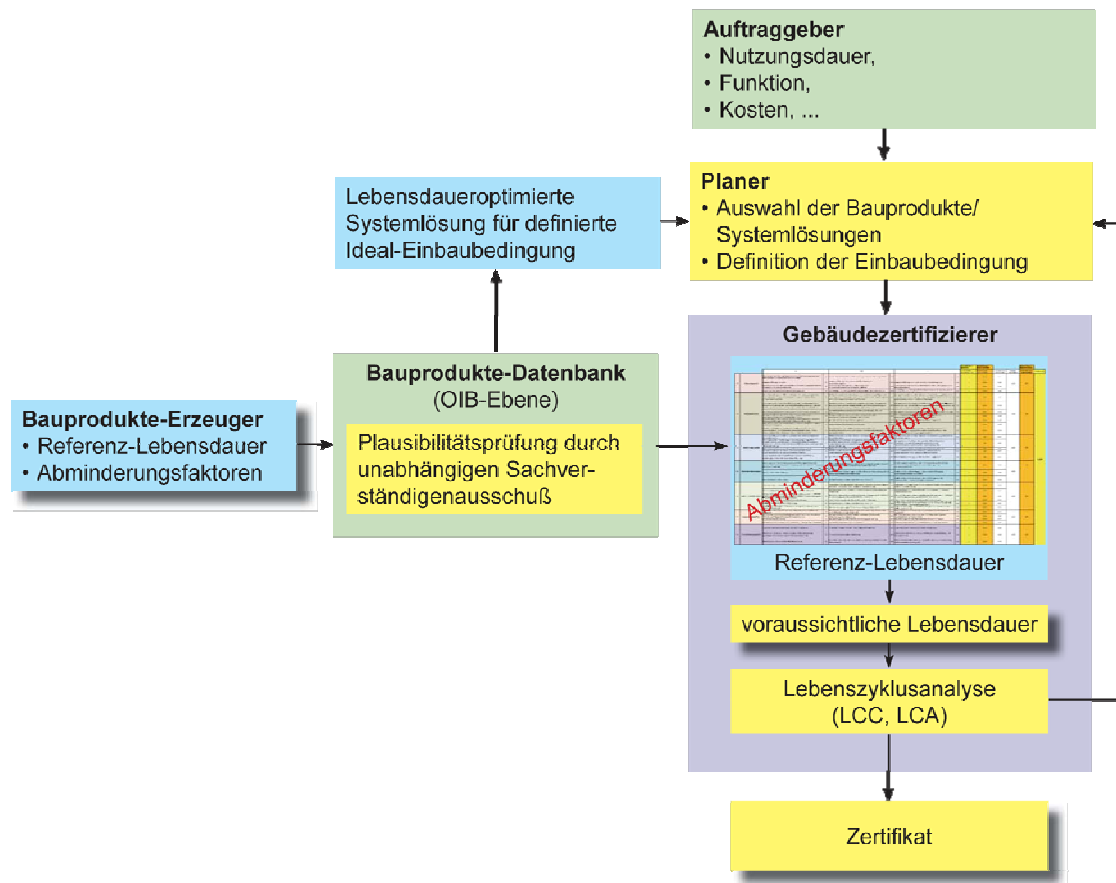 Auftraggeber
• Nutzungsdauer,
• Funktion,
• Kosten, ...
Planer
• Auswahl der Bauprodukte/
Systemlösungen
• Definition der Einbaubedingung
Lebensdaueroptimierte
Systemlösung für definierte
Ideal-Einbaubedingung
Bauprodukte-Datenbank
(OIB-Ebene)
Plausibilitätsprüfung durch
unabhängigen Sachver-
ständigenausschuß
Bauprodukte-Erzeuger
• Referenz-Lebensdauer
• Abminderungsfaktoren
Gebäudezertifizierer
Abminderungsfaktoren
Referenz-Lebensdauer
voraussichtliche Lebensdauer
Lebenszyklusanalyse
(LCC, LCA)
Zertifikat